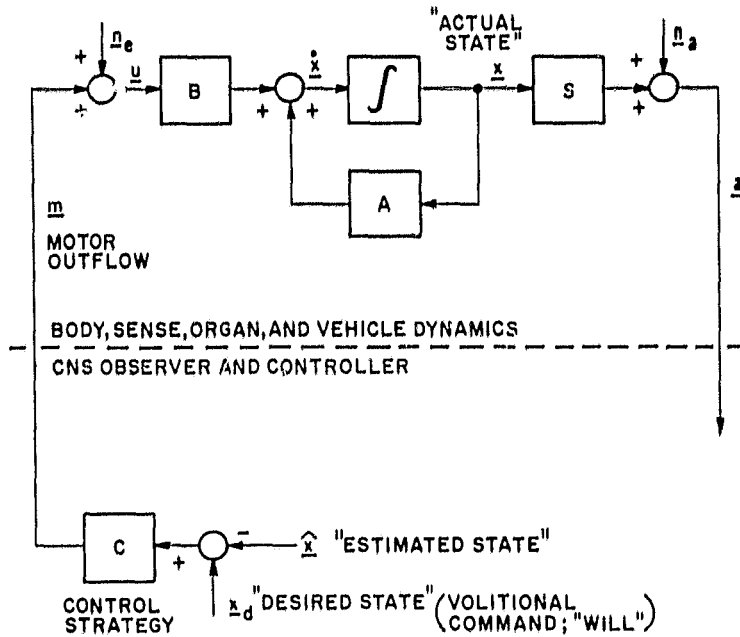 "ACTUAL
STATE"
n_e
n_a
+
+
u
B
+
+
ẋ
∫
x
S
+
+
A
a
m
MOTOR
OUTFLOW
BODY, SENSE, ORGAN, AND VEHICLE DYNAMICS
CNS OBSERVER AND CONTROLLER
C
+
−
x̂ "ESTIMATED STATE"
CONTROL
STRATEGY
x_d "DESIRED STATE" (VOLITIONAL
COMMAND; "WILL")